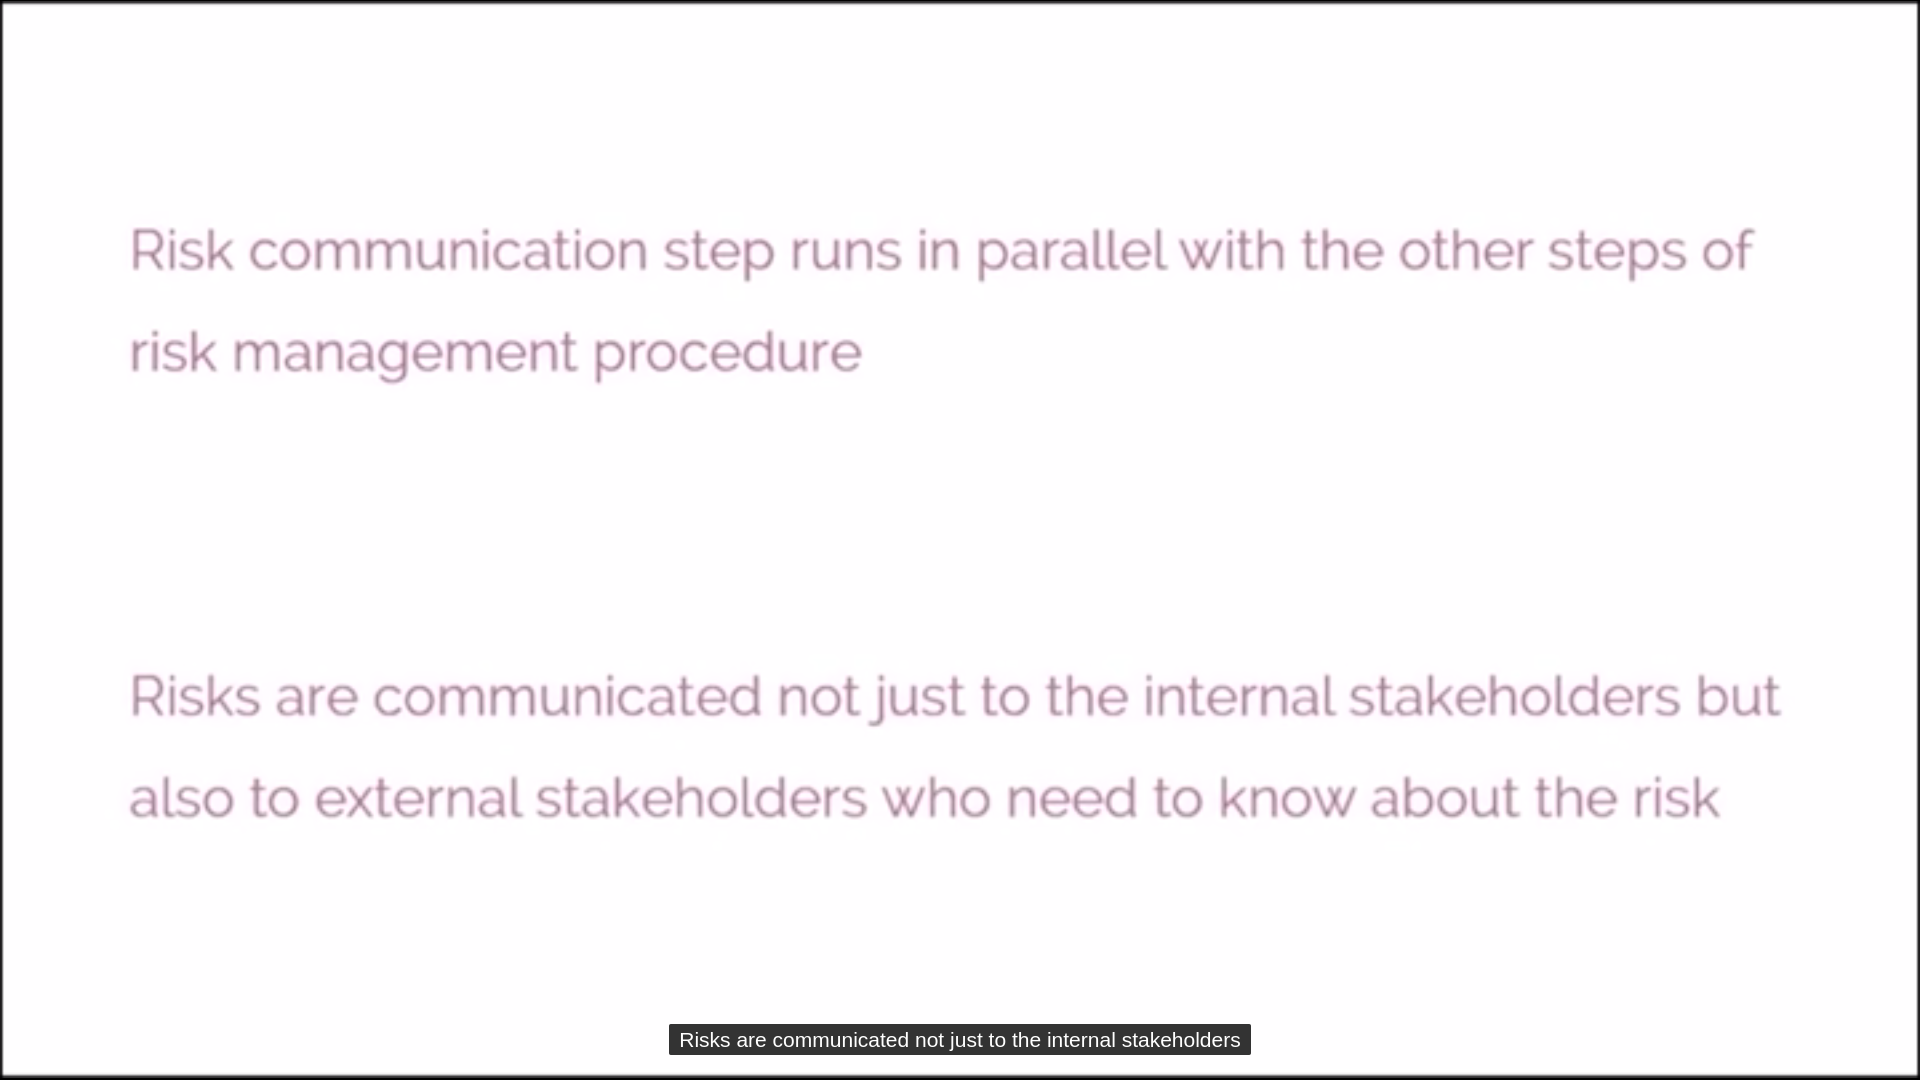 Risk communication step runs in parallel with the other steps of
risk management procedure
Risks are communicated not just to the internal stakeholders but
also to external stakeholders who need to know about the risk
Risks are communicated not just to the internal stakeholders